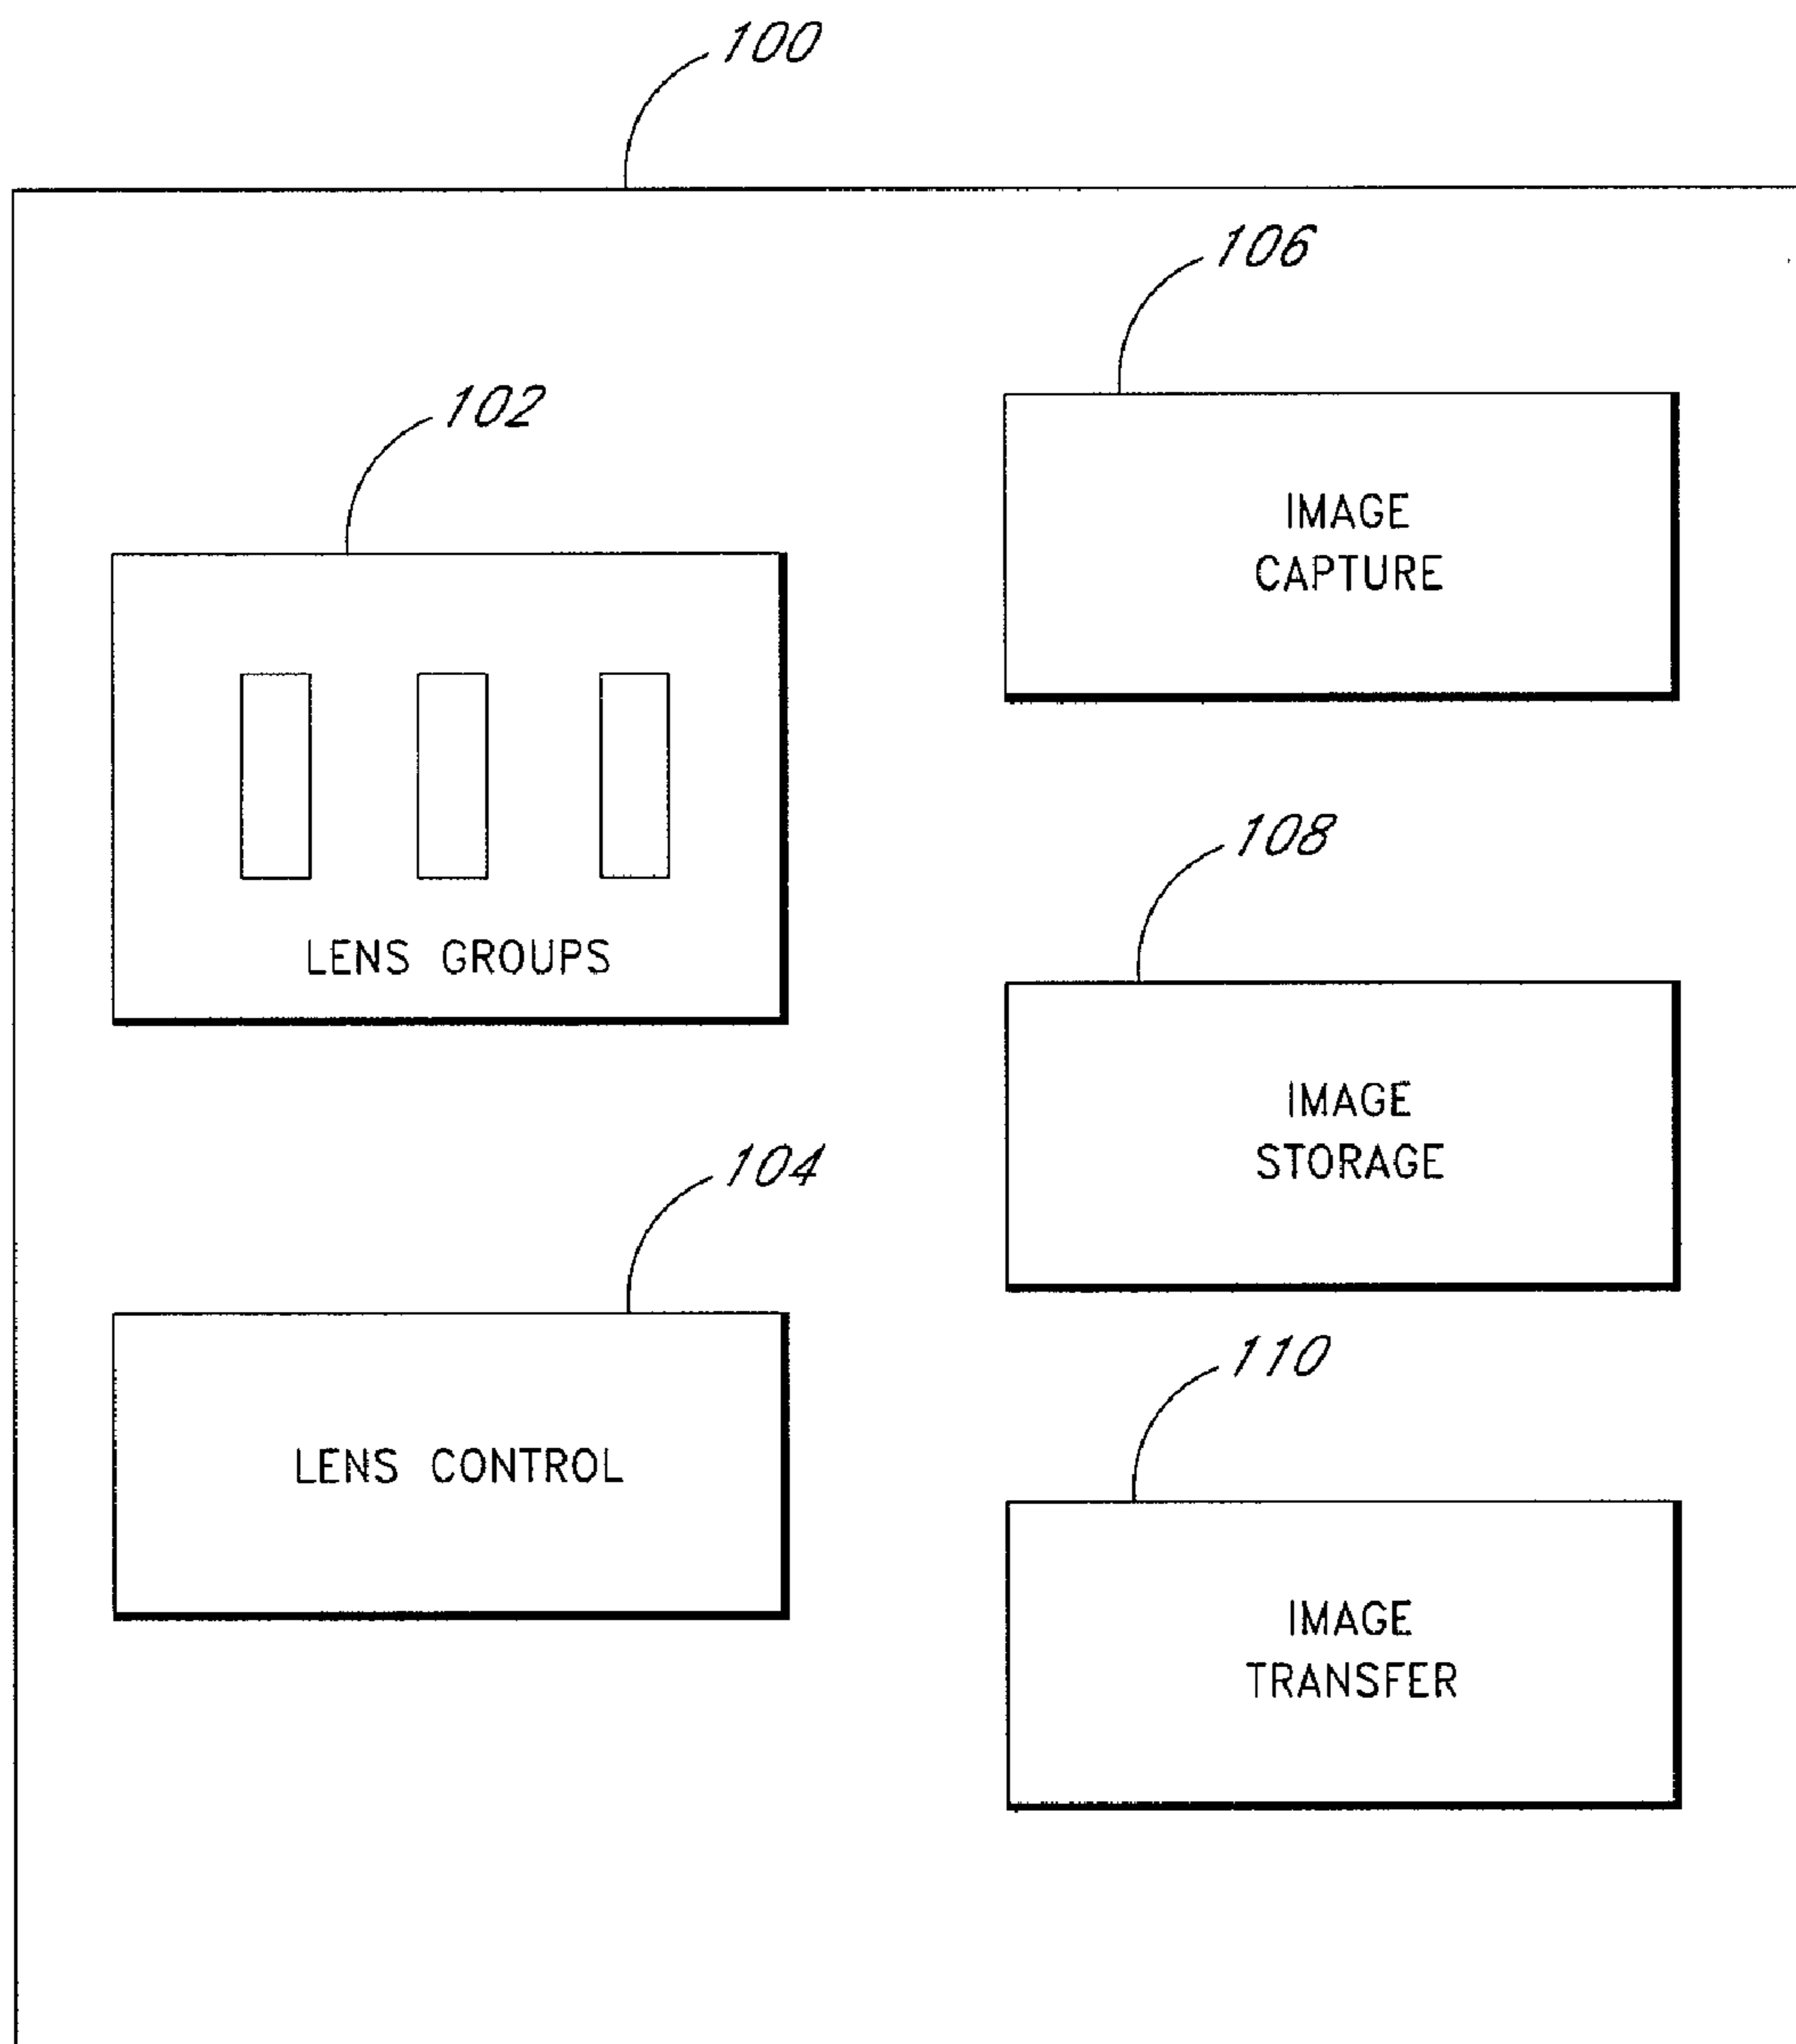 100
106
102
IMAGE
CAPTURE
LENS GROUPS
108
IMAGE
STORAGE
104
LENS CONTROL
110
IMAGE
TRANSFER